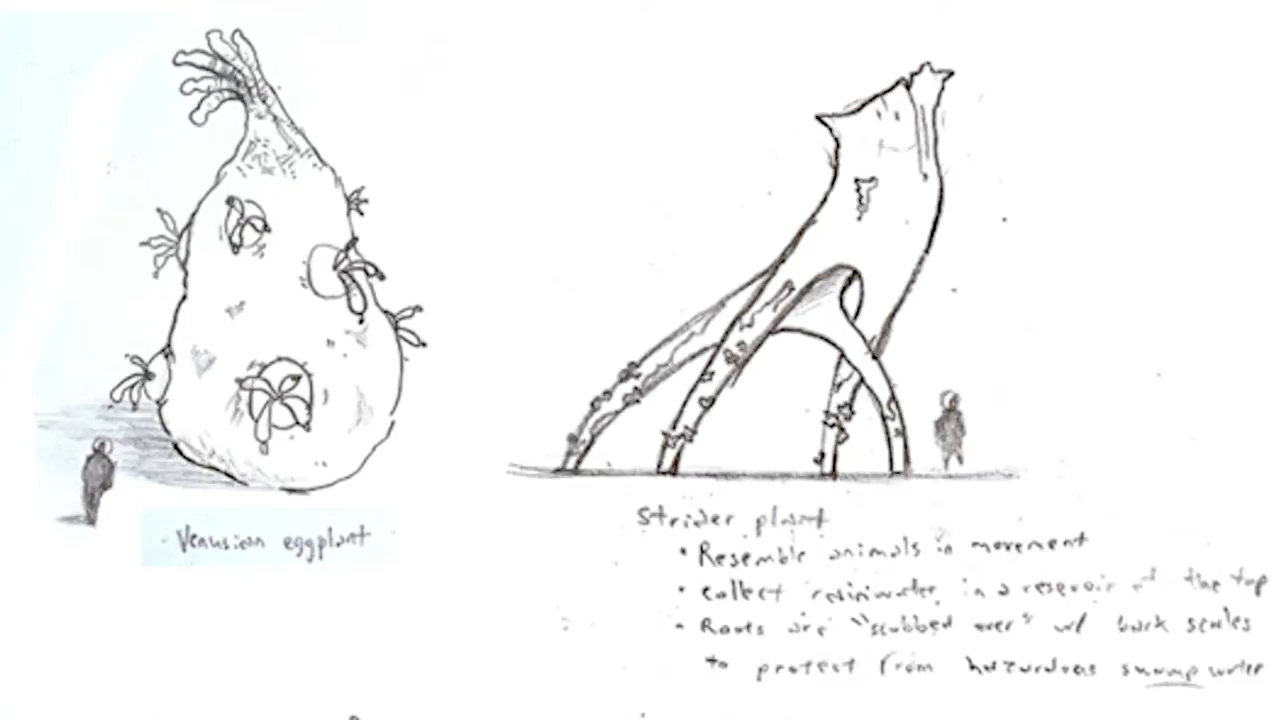 Venusian eggplant
Strider plant
• Resemble animals in movement
• collect in a reservoir at the top
• Roots are "scabbed over" w/ bark scales
to protect from hazardous swamp water